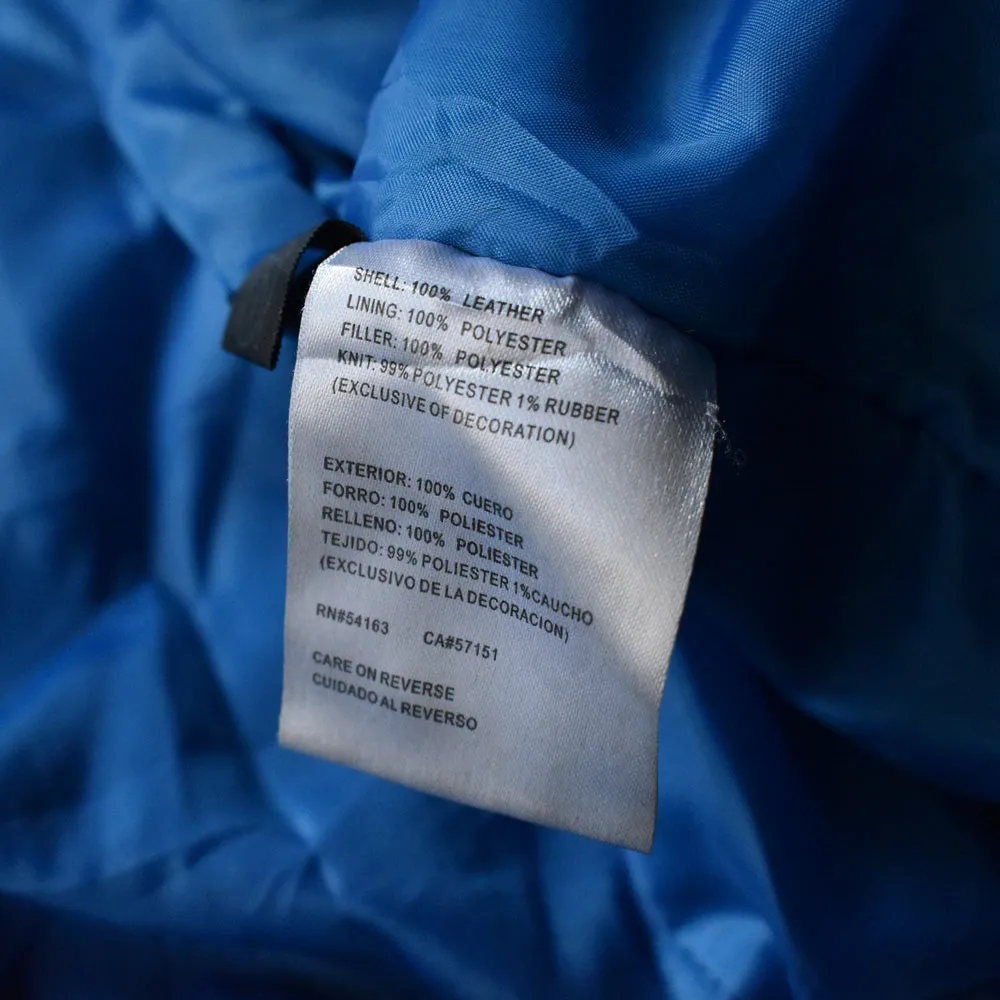 SHELL: 100% LEATHER
LINING: 100% POLYESTER
FILLER: 100% POLYESTER
KNIT: 99% POLYESTER 1% RUBBER
(EXCLUSIVE OF DECORATION)
EXTERIOR: 100% CUERO
FORRO: 100% POLIESTER
RELLENO: 100% POLIESTER
TEJIDO: 99% POLIESTER 1%CAUCHO
(EXCLUSIVO DE LA DECORACION)
RN#54163 CA#57151
CARE ON REVERSE
CUIDADO AL REVERSO